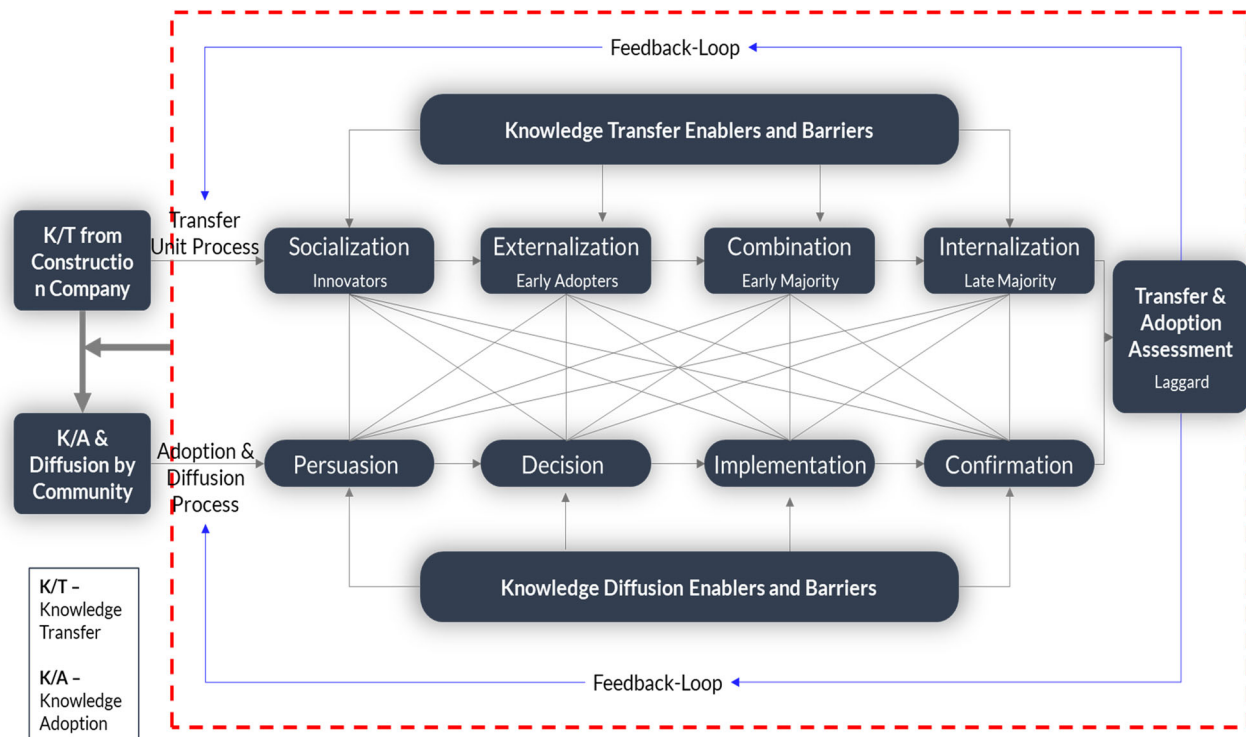 Feedback-Loop
Knowledge Transfer Enablers and Barriers
K/T from
Constructio
n Company
Transfer
Unit Process
Socialization
Innovators
Externalization
Early Adopters
Combination
Early Majority
Internalization
Late Majority
Transfer &
Adoption
Assessment
Laggard
K/A &
Diffusion by
Community
Adoption &
Diffusion
Process
Persuasion
Decision
Implementation
Confirmation
Knowledge Diffusion Enablers and Barriers
K/T –
Knowledge
Transfer
K/A –
Knowledge
Adoption
Feedback-Loop